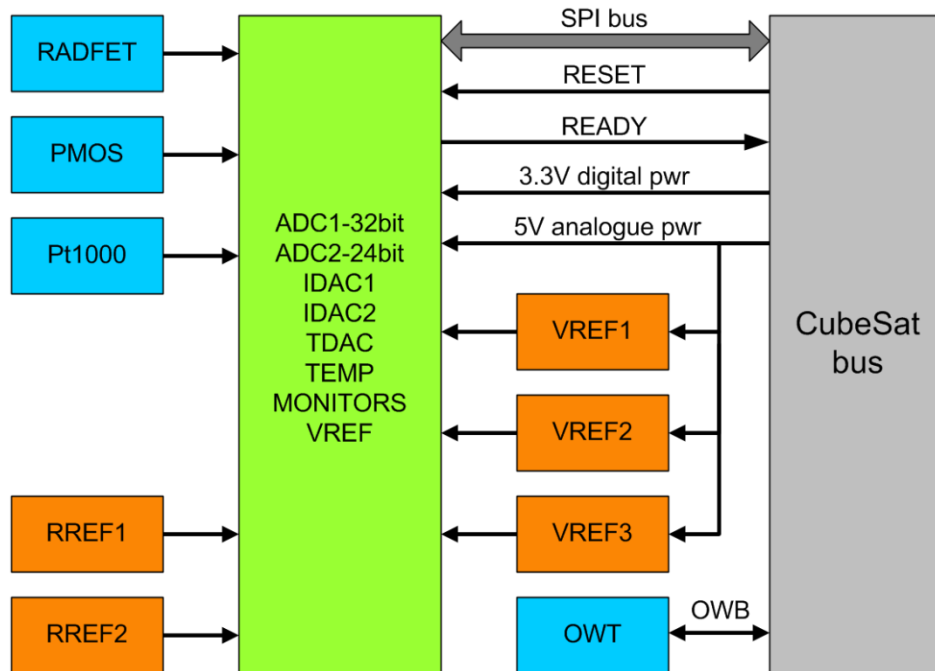 RADFET
PMOS
Pt1000
RREF1
RREF2
ADC1-32bit
ADC2-24bit
IDAC1
IDAC2
TDAC
TEMP
MONITORS
VREF
SPI bus
RESET
READY
3.3V digital pwr
5V analogue pwr
VREF1
VREF2
VREF3
OWT
OWB
CubeSat
bus